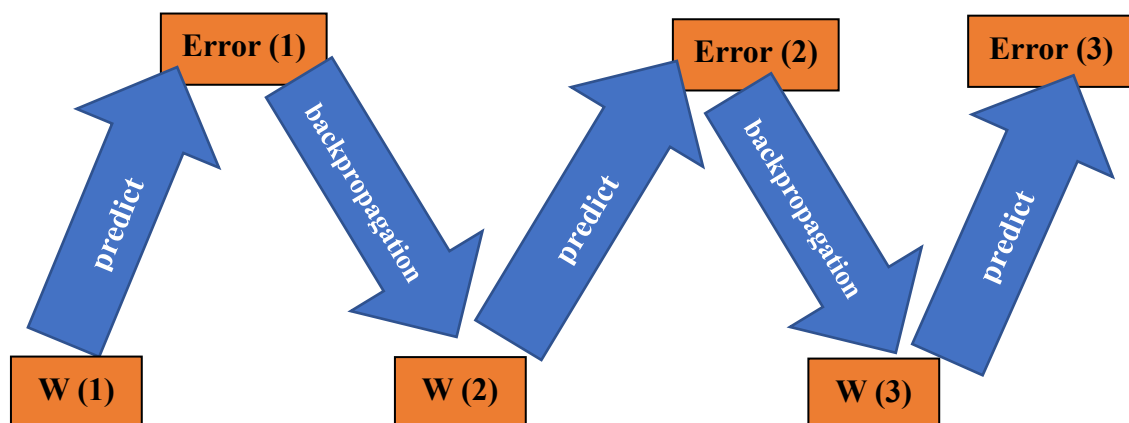 Error (1)
Error (2)
Error (3)
predict
backpropagation
predict
backpropagation
predict
W (1)
W (2)
W (3)